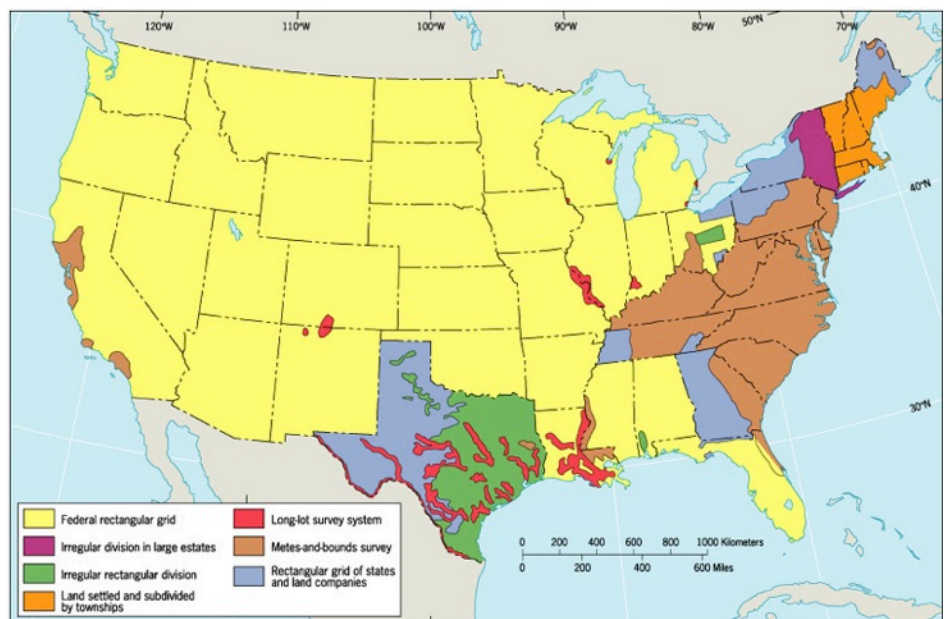 120°W
110°W
100°W
90°W
80°W
50°N
70°W
40°N
30°N
Federal rectangular grid
Irregular division in large estates
Irregular rectangular division
Land settled and subdivided
by townships
Long-lot survey system
Metes-and-bounds survey
Rectangular grid of states
and land companies
0 200 400 600 800 1000 Kilometers
0 200 400 600 Miles